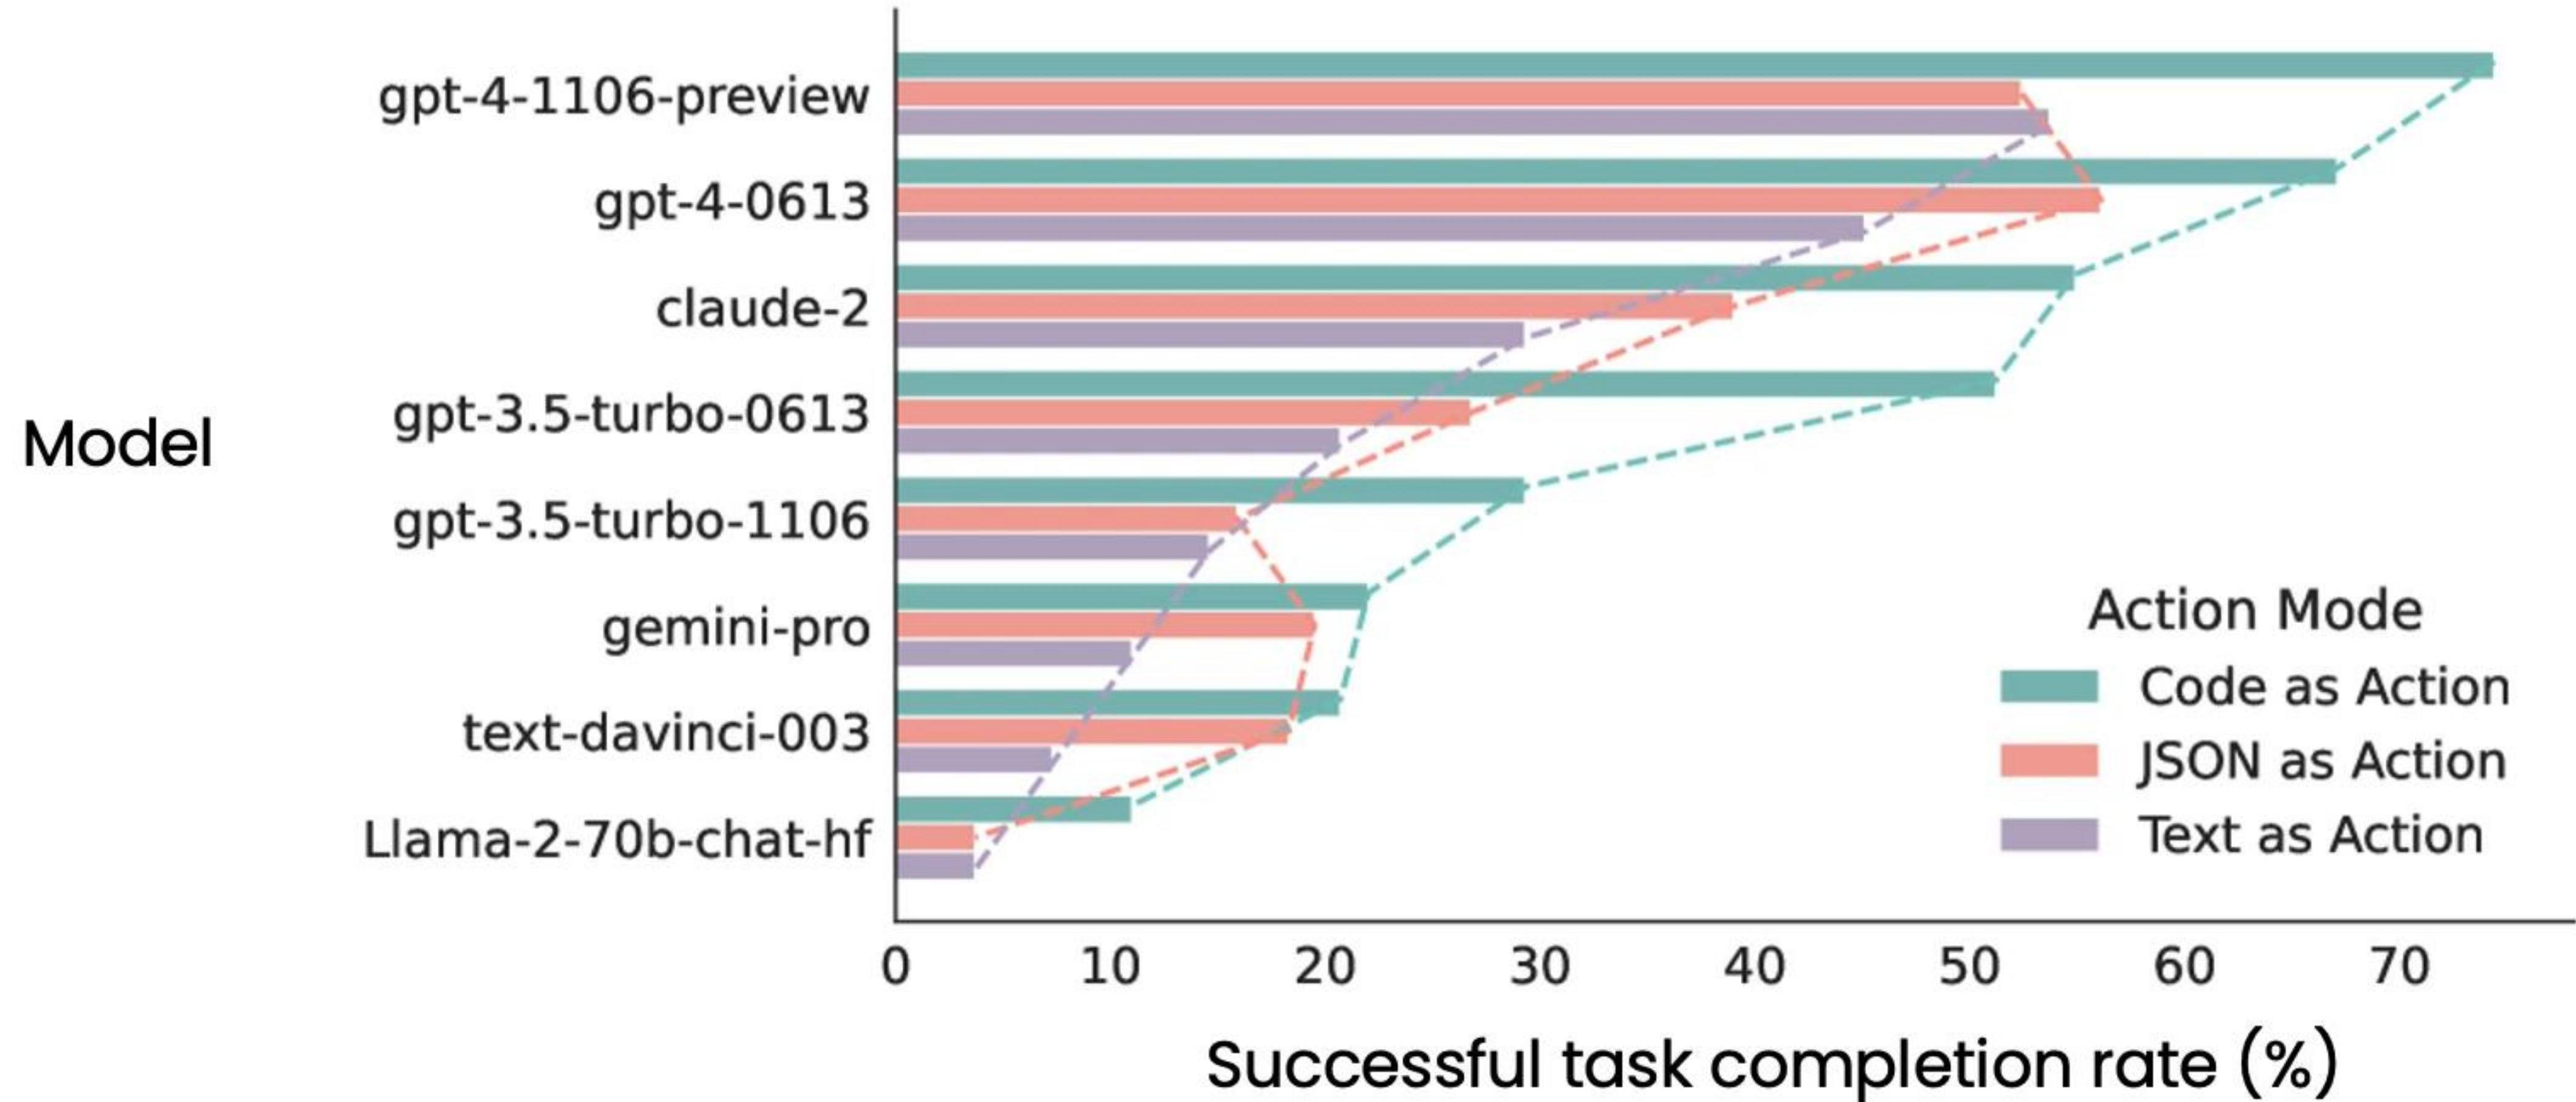 gpt-4-1106-preview
gpt-4-0613
claude-2
gpt-3.5-turbo-0613
Model
gpt-3.5-turbo-1106
gemini-pro
text-davinci-003
Llama-2-70b-chat-hf
Action Mode
Code as Action
JSON as Action
Text as Action
0 10 20 30 40 50 60 70
Successful task completion rate (%)